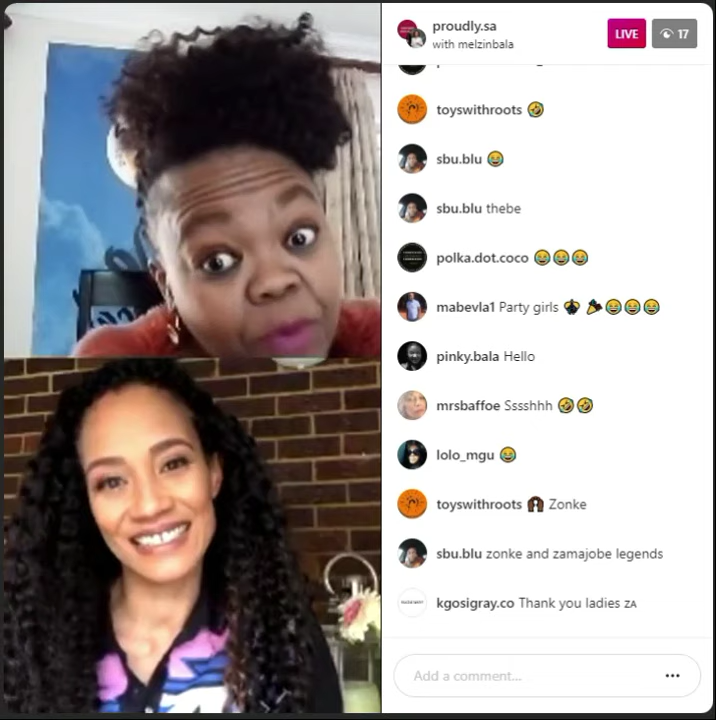 proudly.sa
with melzinbala
LIVE
17
toyswithroots 🤣
sbu.blu 😂
sbu.blu thebe
polka.dot.coco 😂😂😂
mabevla1 Party girls 💃🎉😂😂😂
pinky.bala Hello
mrsbaffoe Sssshhh 🤣🤣
lolo_mgu 😂
toyswithroots Zonke
sbu.blu zonke and zamajobe legends
kgosigray.co Thank you ladies ZA
Add a comment...